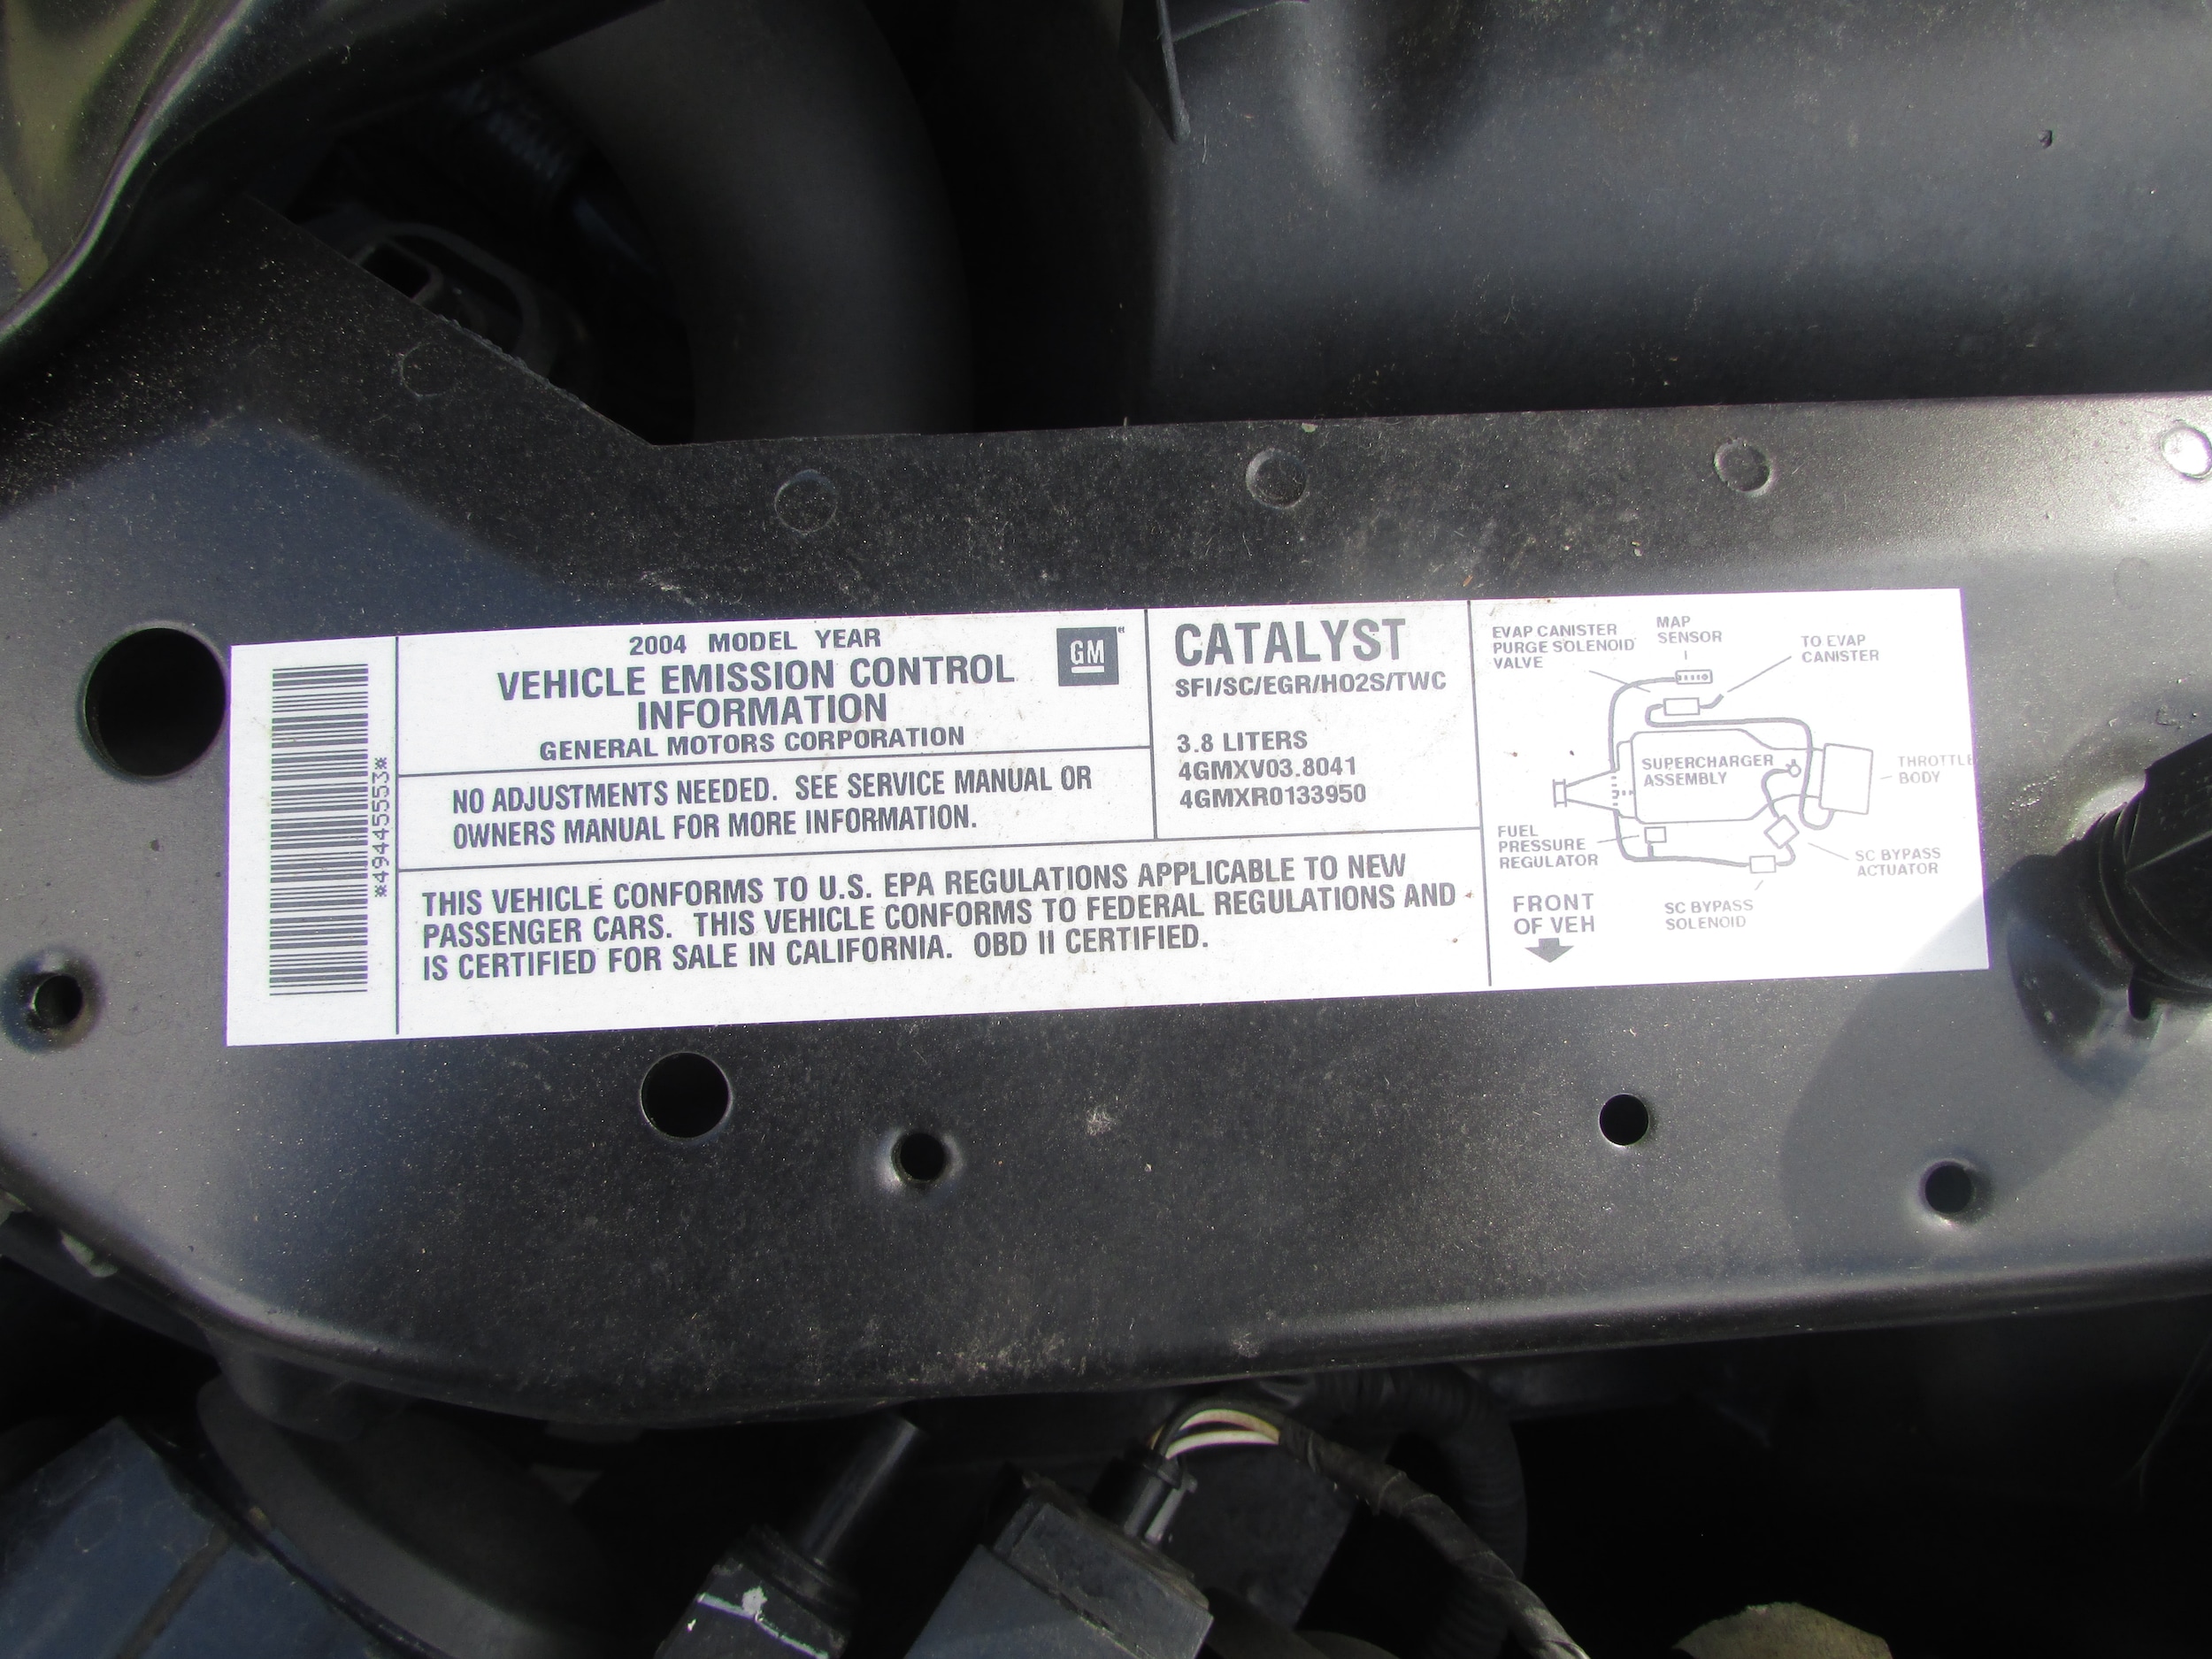 *49445553*
2004 MODEL YEAR
VEHICLE EMISSION CONTROL
INFORMATION
GENERAL MOTORS CORPORATION
GM
NO ADJUSTMENTS NEEDED. SEE SERVICE MANUAL OR
OWNERS MANUAL FOR MORE INFORMATION.
THIS VEHICLE CONFORMS TO U.S. EPA REGULATIONS APPLICABLE TO NEW
PASSENGER CARS. THIS VEHICLE CONFORMS TO FEDERAL REGULATIONS AND
IS CERTIFIED FOR SALE IN CALIFORNIA. OBD II CERTIFIED.
CATALYST
SFI/SC/EGR/HO2S/TWC
3.8 LITERS
4GMXV03.8041
4GMXR0133950
EVAP CANISTER
PURGE SOLENOID
VALVE
MAP
SENSOR
TO EVAP
CANISTER
SUPERCHARGER
ASSEMBLY
THROTTLE
BODY
FUEL
PRESSURE
REGULATOR
SC BYPASS
ACTUATOR
SC BYPASS
SOLENOID
FRONT
OF VEH